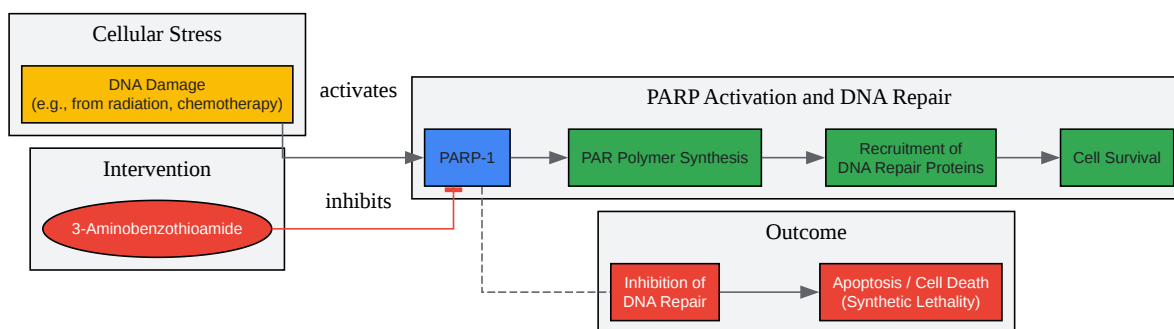 Cellular Stress
DNA Damage
(e.g., from radiation, chemotherapy)
activates
PARP Activation and DNA Repair
PARP-1
PAR Polymer Synthesis
Recruitment of
DNA Repair Proteins
Cell Survival
Intervention
3-Aminobenzothioamide
inhibits
Outcome
Inhibition of
DNA Repair
Apoptosis / Cell Death
(Synthetic Lethality)